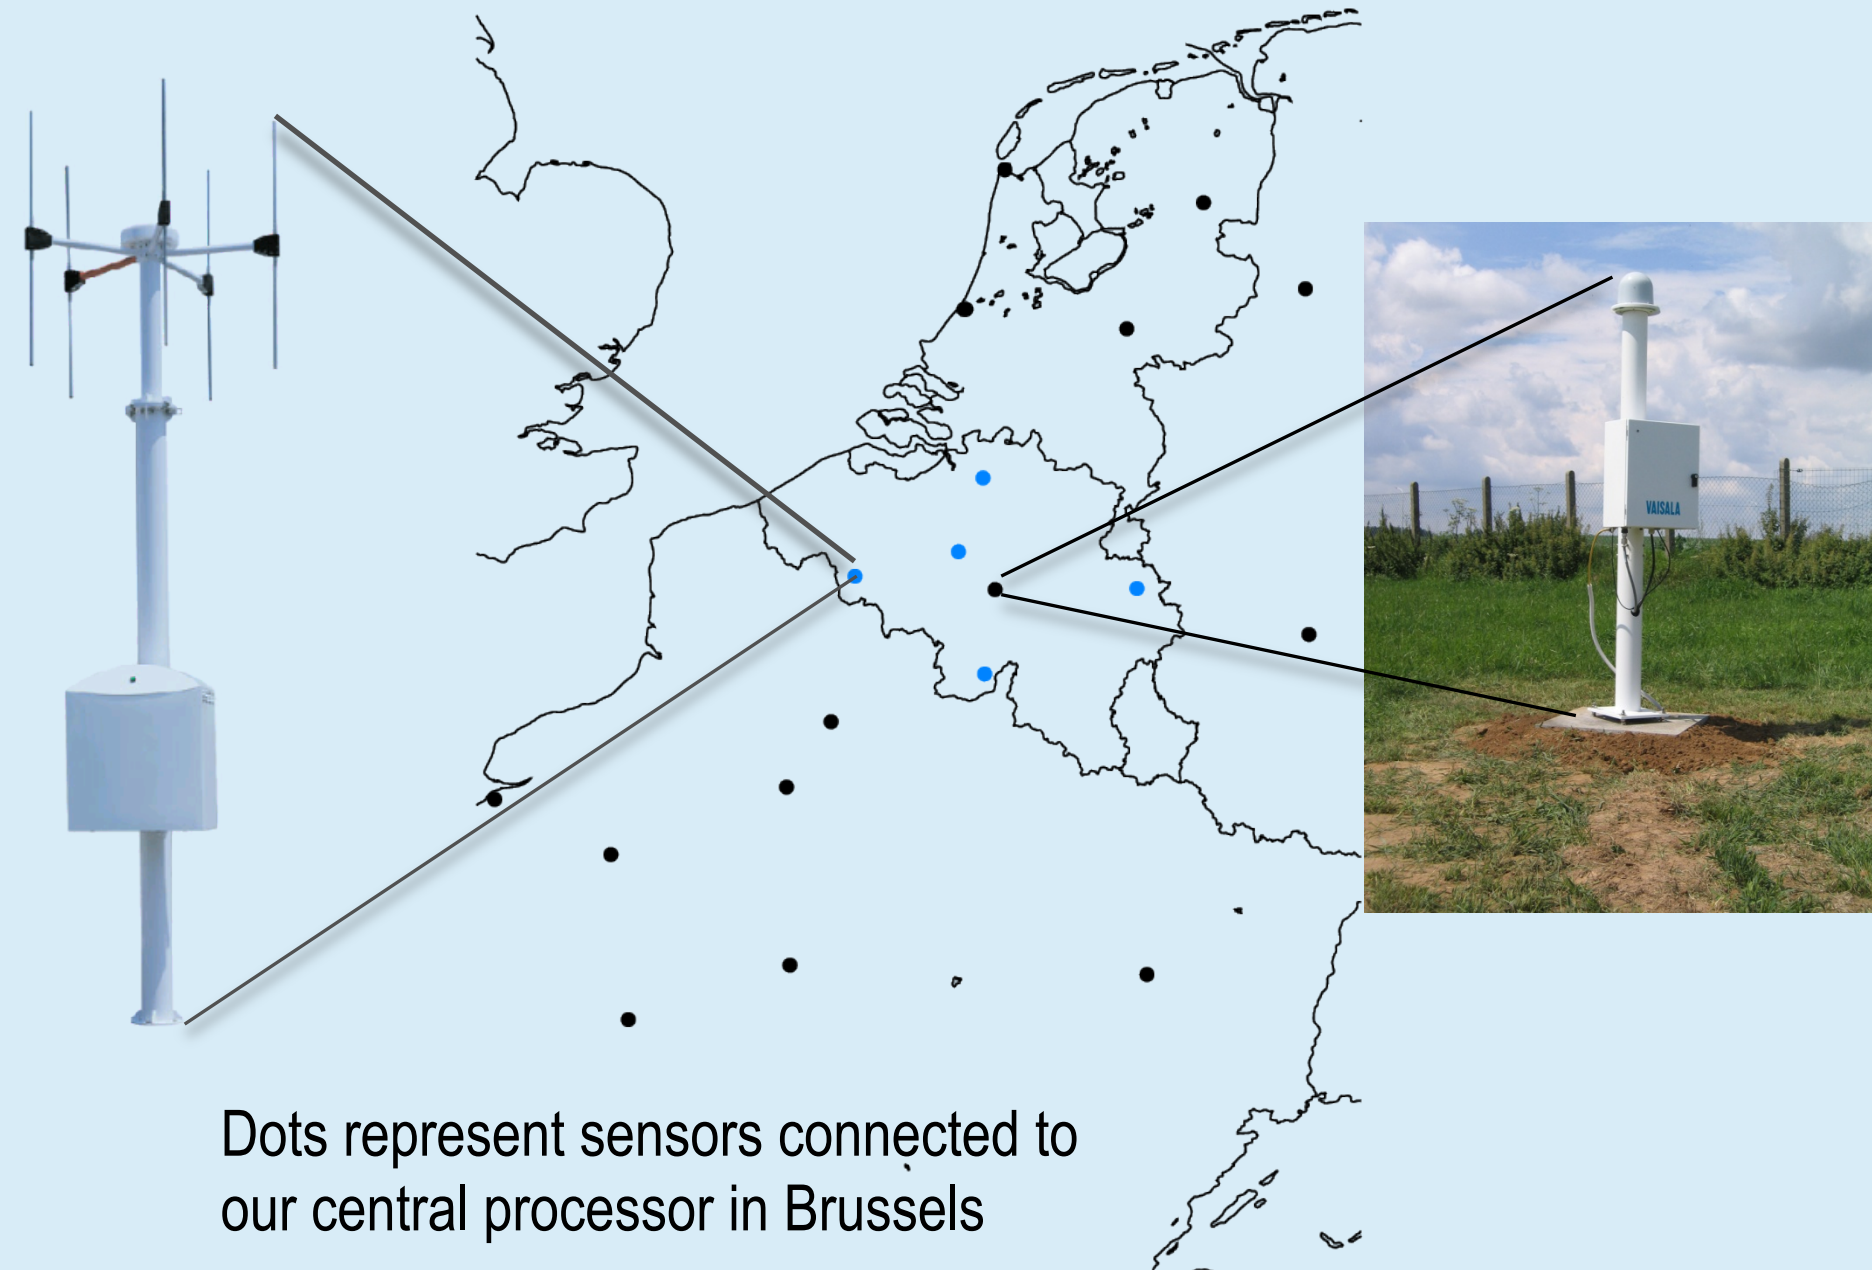 VAISALA
Dots represent sensors connected to
our central processor in Brussels